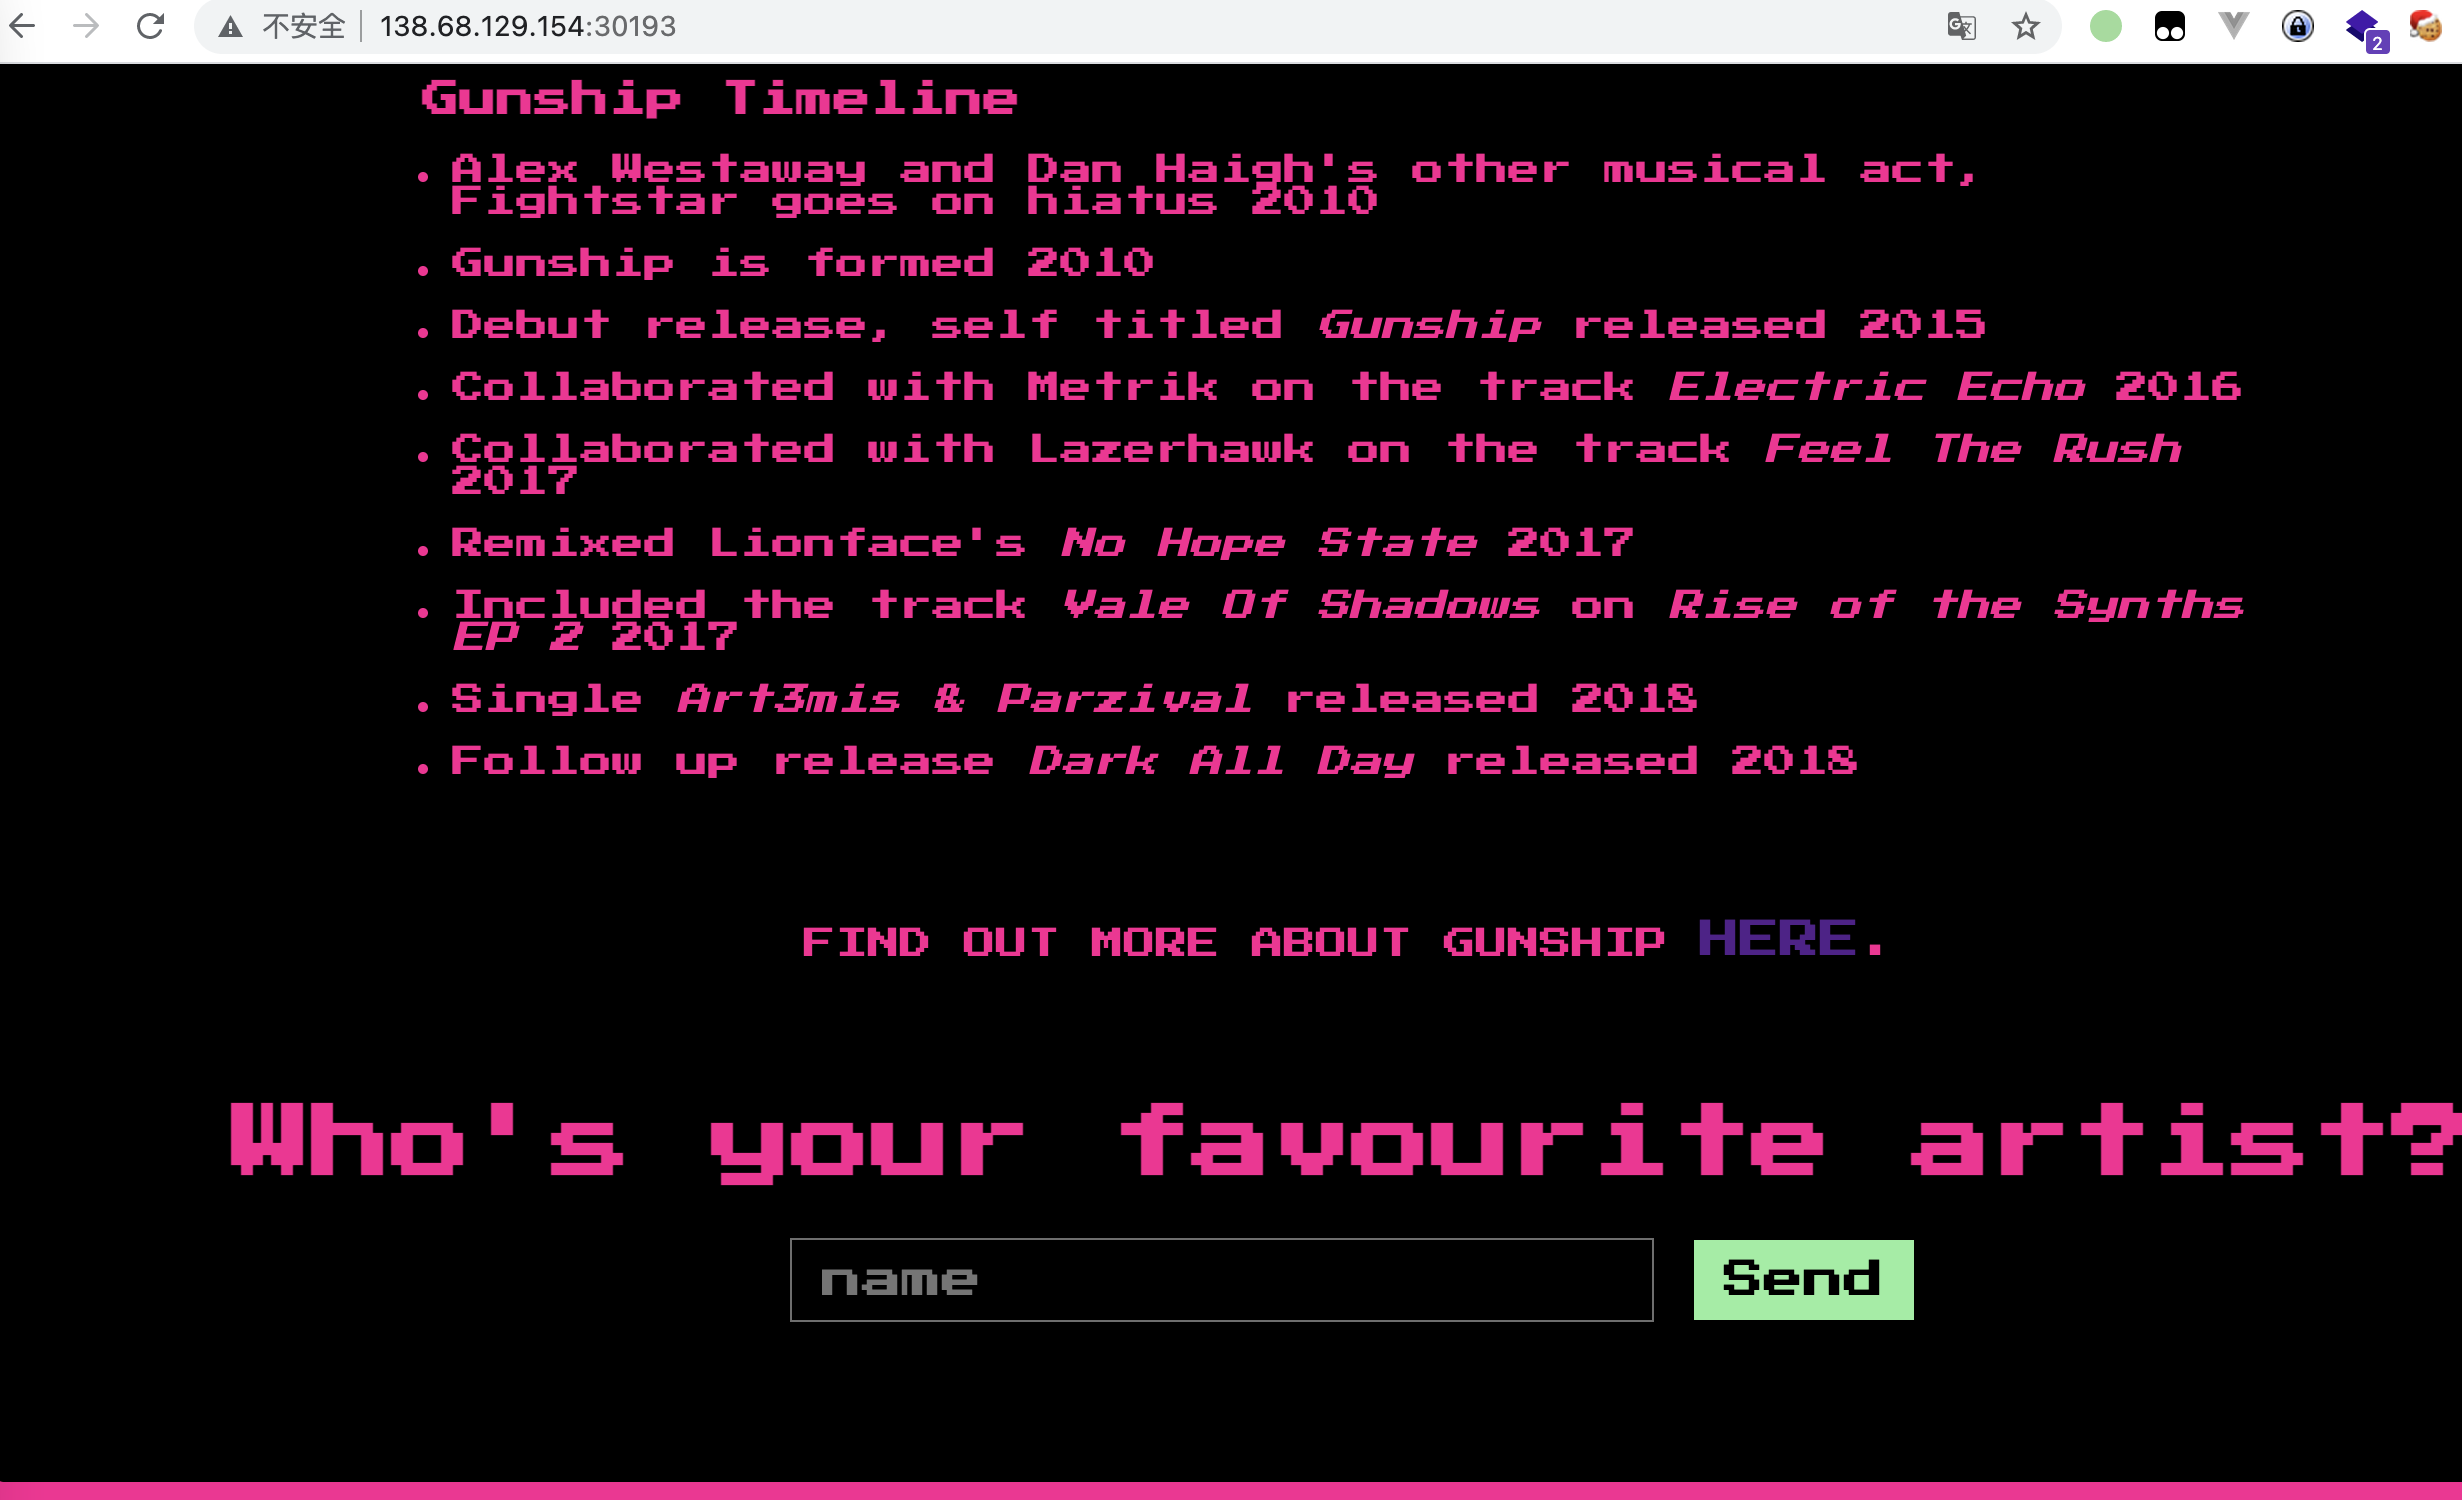 不安全 138.68.129.154:30193
2
Gunship Timeline
• Alex Westaway and Dan Haigh's other musical act,
Fightstar goes on hiatus 2010
• Gunship is formed 2010
• Debut release, self titled Gunship released 2015
• Collaborated with Metrik on the track Electric Echo 2016
• Collaborated with Lazerhawk on the track Feel The Rush
2017
• Remixed Lionface's No Hope State 2017
• Included the track Vale Of Shadows on Rise of the Synths
EP 2 2017
• Single Art3mis & Parzival released 2018
• Follow up release Dark All Day released 2018
FIND OUT MORE ABOUT GUNSHIP HERE.
Who's your favourite artist?
name Send